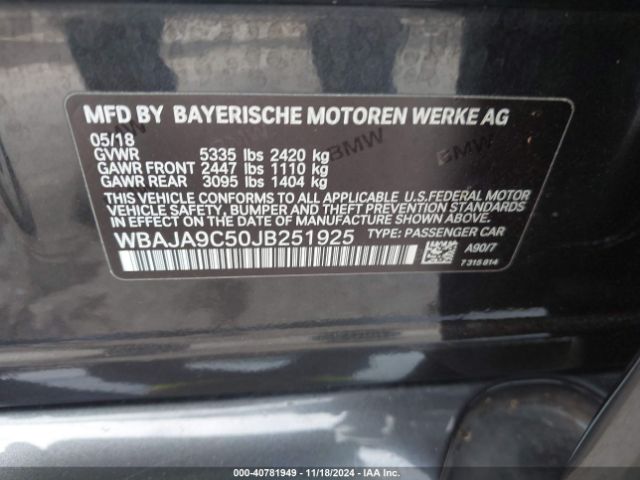 MFD BY BAYERISCHE MOTOREN WERKE AG
05/18
GVWR 5335 lbs 2420 kg
GAWR FRONT 2447 lbs 1110 kg
GAWR REAR 3095 lbs 1404 kg
THIS VEHICLE CONFORMS TO ALL APPLICABLE U.S.FEDERAL MOTOR
VEHICLE SAFETY, BUMPER AND THEFT PREVENTION STANDARDS
IN EFFECT ON THE DATE OF MANUFACTURE SHOWN ABOVE.
WBAJA9C50JB251925 TYPE: PASSENGER CAR
A90/7
7 315 814
BMW
BMW
000-40781949 | 11/18/2024 - IAA Inc.